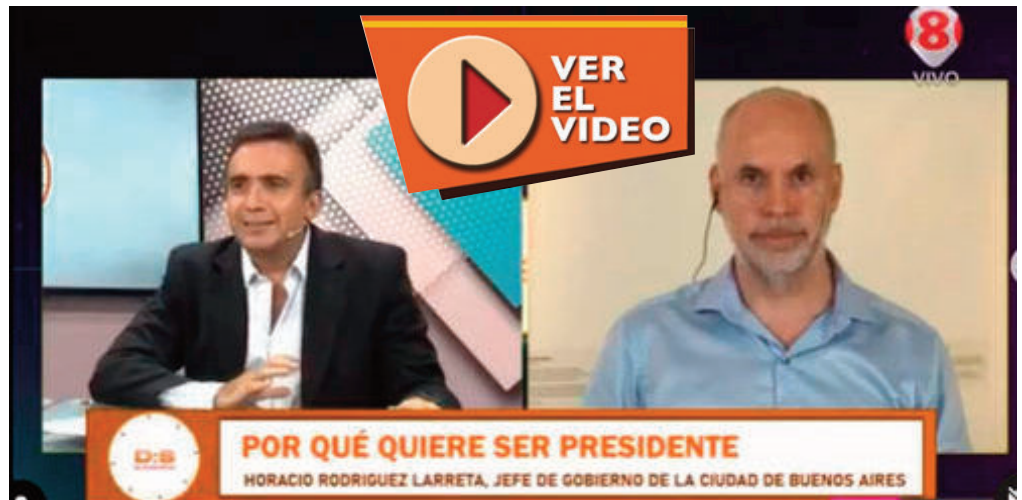 VER
EL
VIDEO
8
VIVO
D:S
POR QUÉ QUIERE SER PRESIDENTE
HORACIO RODRIGUEZ LARRETA, JEFE DE GOBIERNO DE LA CIUDAD DE BUENOS AIRES